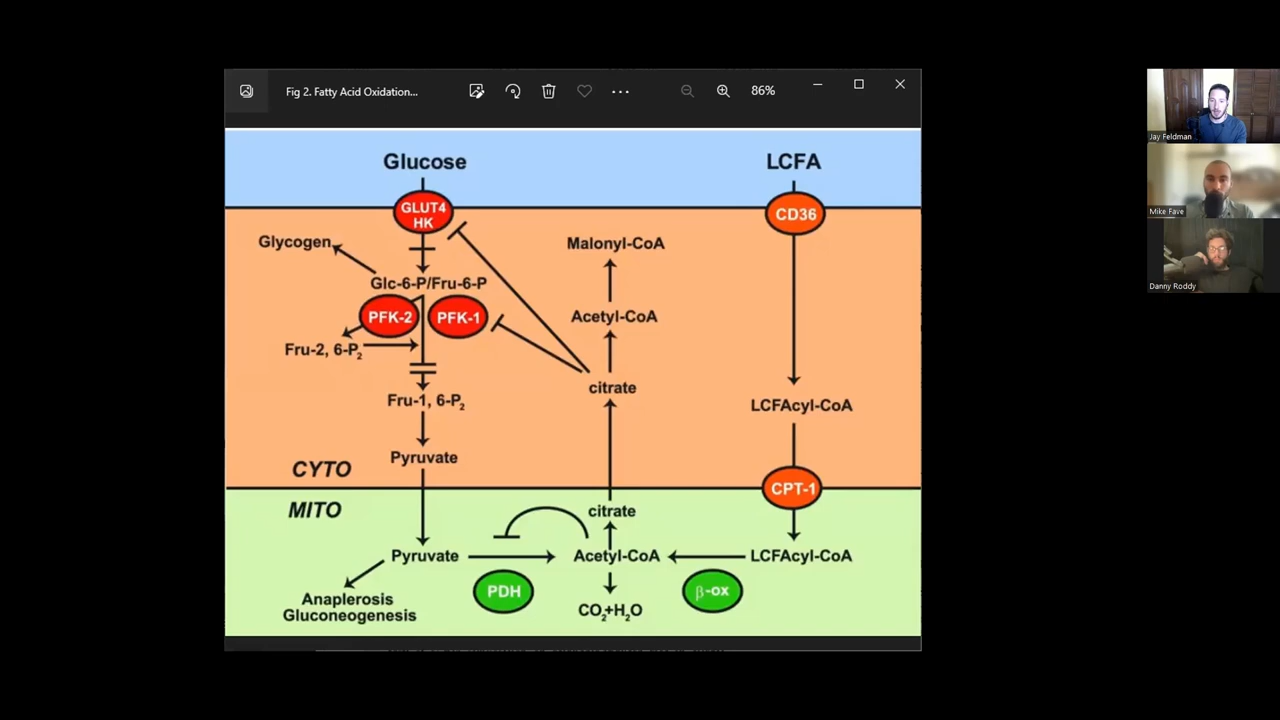 Fig 2. Fatty Acid Oxidation...
86%
Glucose
LCFA
GLUT4
HK
CD36
Glycogen
Malonyl-CoA
Glc-6-P/Fru-6-P
PFK-2
PFK-1
Acetyl-CoA
Fru-2, 6-P₂
citrate
Fru-1, 6-P₂
LCFAcyl-CoA
Pyruvate
CYTO
CPT-1
MITO
citrate
Pyruvate
Acetyl-CoA
LCFAcyl-CoA
PDH
β-ox
Anaplerosis
Gluconeogenesis
CO₂+H₂O
Jay Feldman
Mike Fave
Danny Roddy